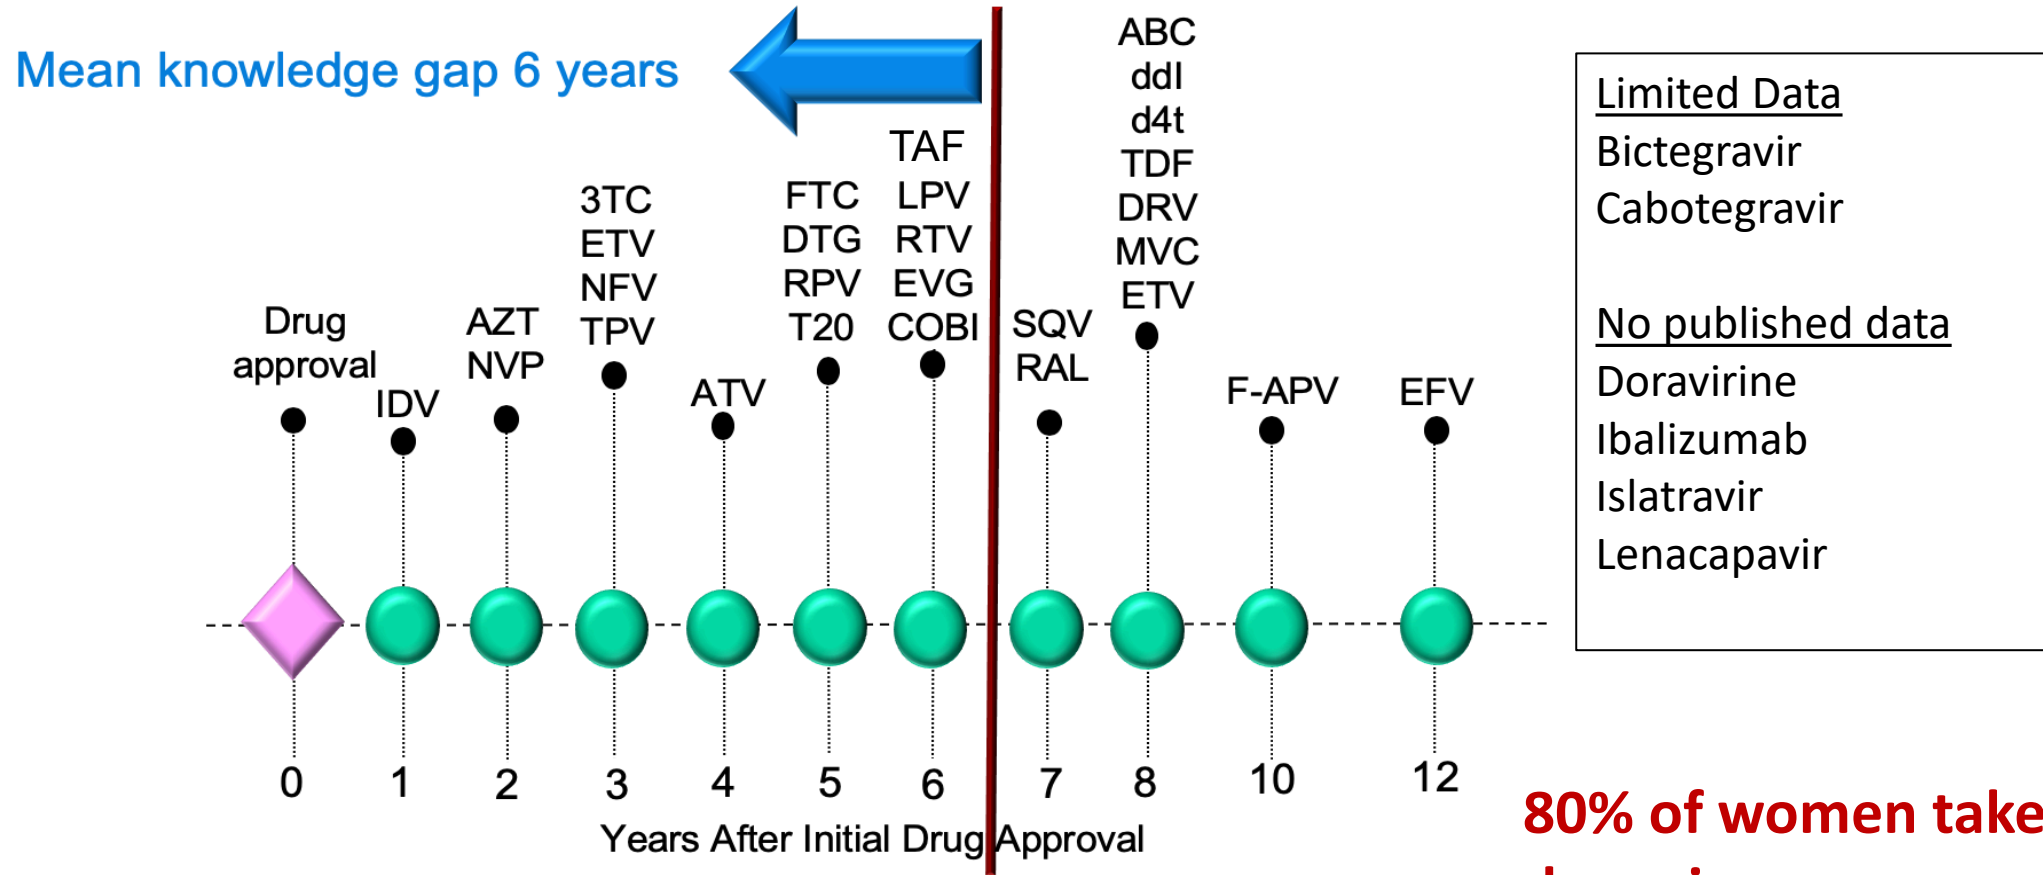 Mean knowledge gap 6 years
Drug
approval
IDV
AZT
NVP
3TC
ETV
NFV
TPV
ATV
FTC
DTG
RPV
T20
TAF
LPV
RTV
EVG
COBI
SQV
RAL
ABC
ddI
d4t
TDF
DRV
MVC
ETV
F-APV
EFV
0 1 2 3 4 5 6 7 8 10 12
Years After Initial Drug Approval
Limited Data
Bictegravir
Cabotegravir
No published data
Doravirine
Ibalizumab
Islatravir
Lenacapavir
80% of women take